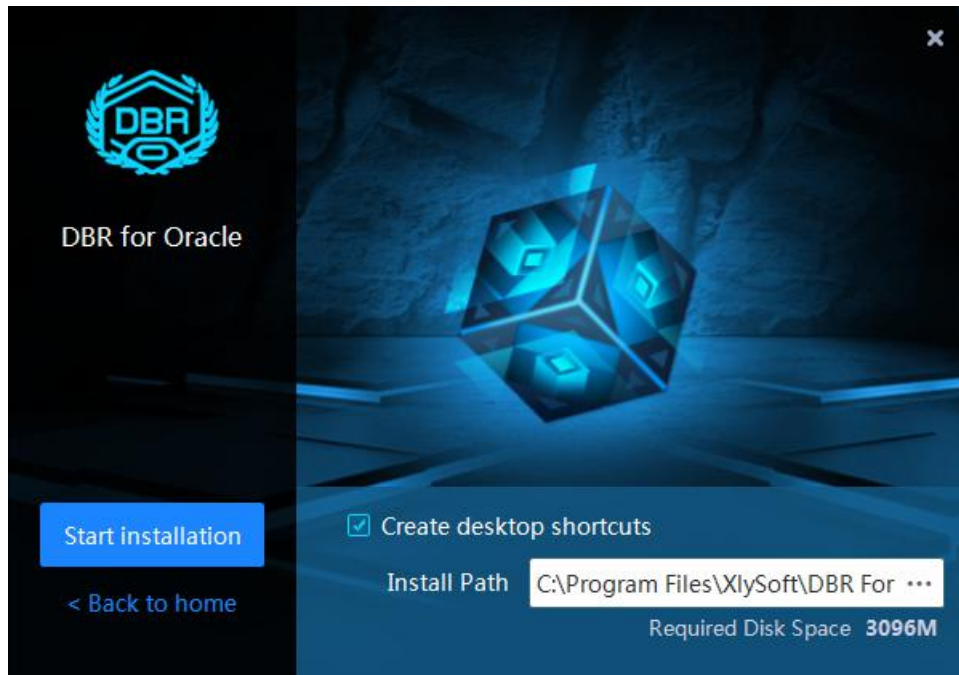 DBR
DBR for Oracle
Start installation
< Back to home
Create desktop shortcuts
Install Path C:\Program Files\XlySoft\DBR For ···
Required Disk Space 3096M